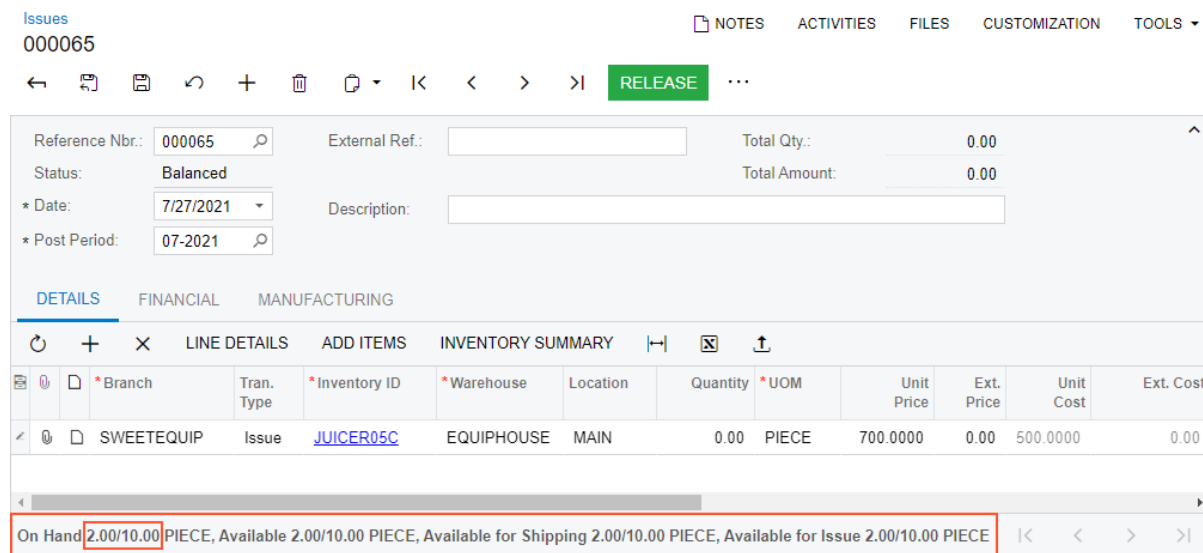 Issues
000065
NOTES ACTIVITIES FILES CUSTOMIZATION TOOLS
RELEASE
Reference Nbr.: 000065 External Ref.: Total Qty.: 0.00
Status: Balanced Total Amount: 0.00
* Date: 7/27/2021 Description:
* Post Period: 07-2021
DETAILS FINANCIAL MANUFACTURING
LINE DETAILS ADD ITEMS INVENTORY SUMMARY X
* Branch Tran. Type * Inventory ID * Warehouse Location Quantity * UOM Unit Price Ext. Price Unit Cost Ext. Cost
SWEETEQUIP Issue JUICER05C EQUIPHOUSE MAIN 0.00 PIECE 700.0000 0.00 500.0000 0.00
On Hand 2.00/10.00 PIECE, Available 2.00/10.00 PIECE, Available for Shipping 2.00/10.00 PIECE, Available for Issue 2.00/10.00 PIECE